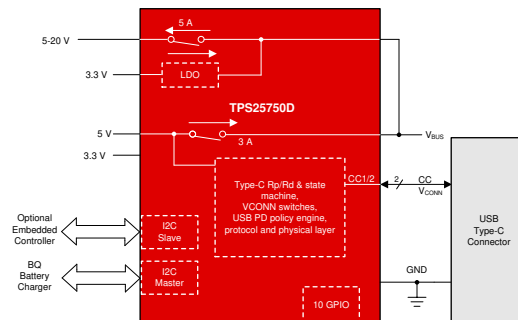 5 A
5-20 V
3.3 V
LDO
TPS25750D
5 V
3 A
VBUS
3.3 V
Type-C Rp/Rd & state
machine,
VCONN switches,
USB PD policy engine,
protocol and physical layer
CC1/2
2
CC
VCONN
USB
Type-C
Connector
Optional
Embedded
Controller
I2C
Slave
BQ
Battery
Charger
I2C
Master
GND
10 GPIO